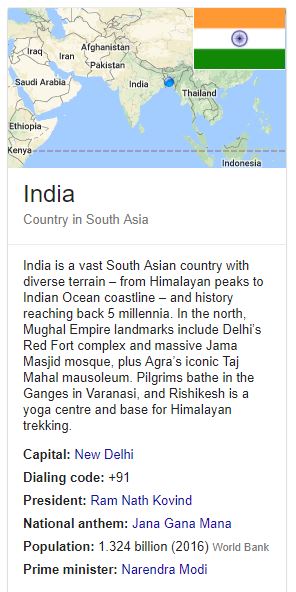 Afghanistan
Iraq
Iran
Pakistan
Saudi Arabia
India
Thailand
Ethiopia
Kenya
Indonesia
India
Country in South Asia
India is a vast South Asian country with
diverse terrain – from Himalayan peaks to
Indian Ocean coastline – and history
reaching back 5 millennia. In the north,
Mughal Empire landmarks include Delhi’s
Red Fort complex and massive Jama
Masjid mosque, plus Agra’s iconic Taj
Mahal mausoleum. Pilgrims bathe in the
Ganges in Varanasi, and Rishikesh is a
yoga centre and base for Himalayan
trekking.
Capital: New Delhi
Dialing code: +91
President: Ram Nath Kovind
National anthem: Jana Gana Mana
Population: 1.324 billion (2016) World Bank
Prime minister: Narendra Modi